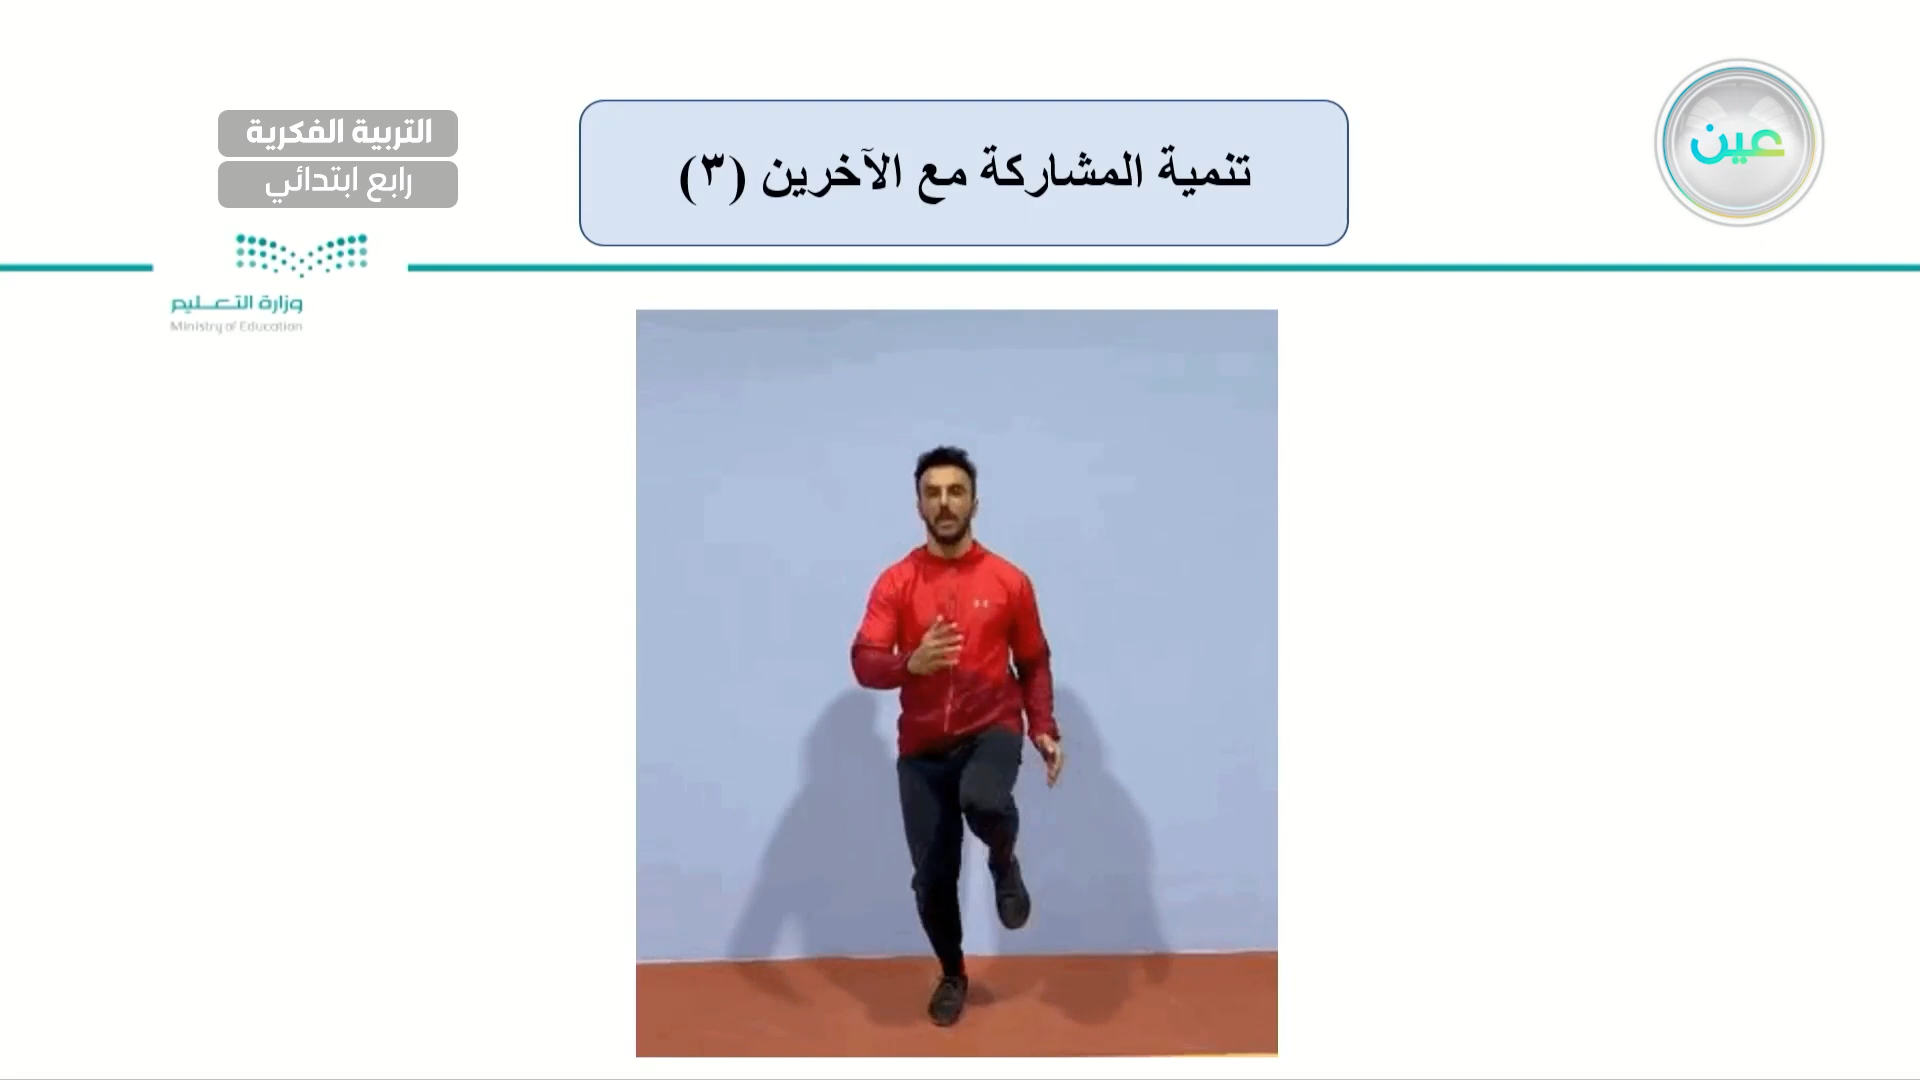 تنمية المشاركة مع الآخرين (٣)
التربية الفكرية
رابع ابتدائي
عين
وزارة التعليم
Ministry of Education